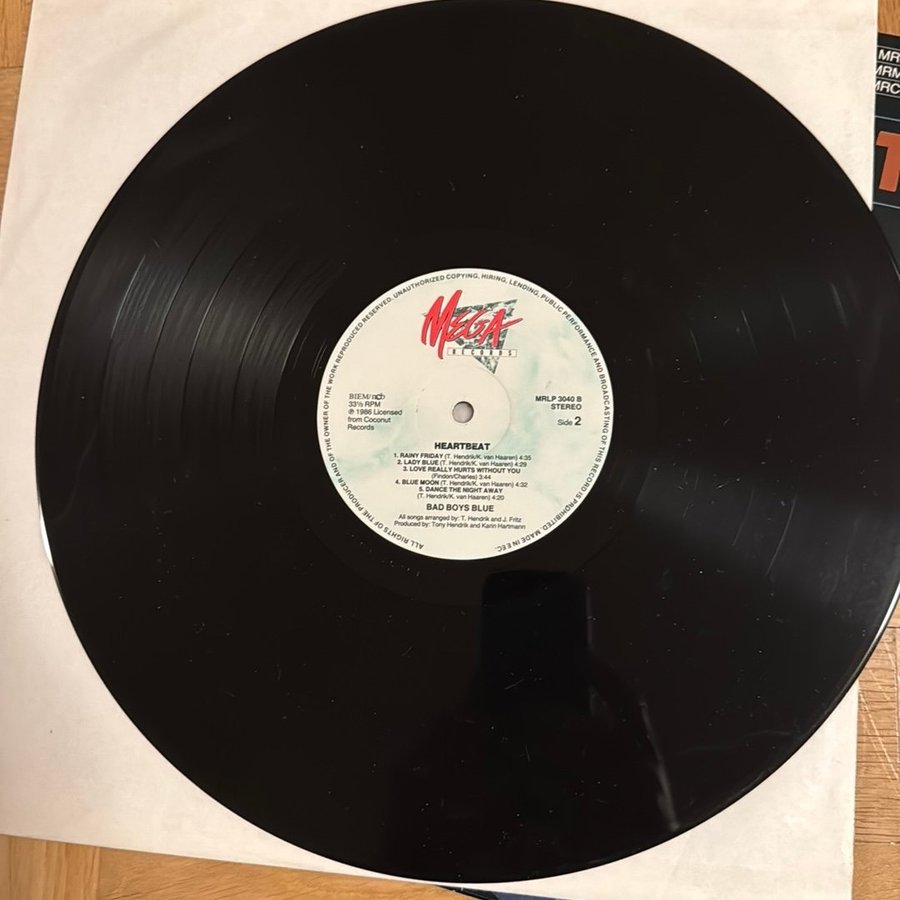 MEGA
RECORDS
BIEM/ncb
33⅓ RPM
℗ 1986 Licensed
from Coconut
Records
MRLP 3040 B
STEREO
Side 2
HEARTBEAT
1. RAINY FRIDAY (T. Hendrik/K. van Haaren) 4:35
2. LADY BLUE (T. Hendrik/K. van Haaren) 4:29
3. LOVE REALLY HURTS WITHOUT YOU
(Findon/Charles) 3:44
4. BLUE MOON (T. Hendrik/K. van Haaren) 4:32
5. DANCE THE NIGHT AWAY
(T. Hendrik/K. van Haaren) 4:20
BAD BOYS BLUE
All songs arranged by: T. Hendrik and J. Fritz
Produced by: Tony Hendrik and Karin Hartmann
ALL RIGHTS OF THE PRODUCER AND OF THE OWNER OF THE WORK REPRODUCED RESERVED. UNAUTHORIZED COPYING, HIRING, LENDING, PUBLIC PERFORMANCE AND BROADCASTING OF THIS RECORD IS PROHIBITED. MADE IN EEC.